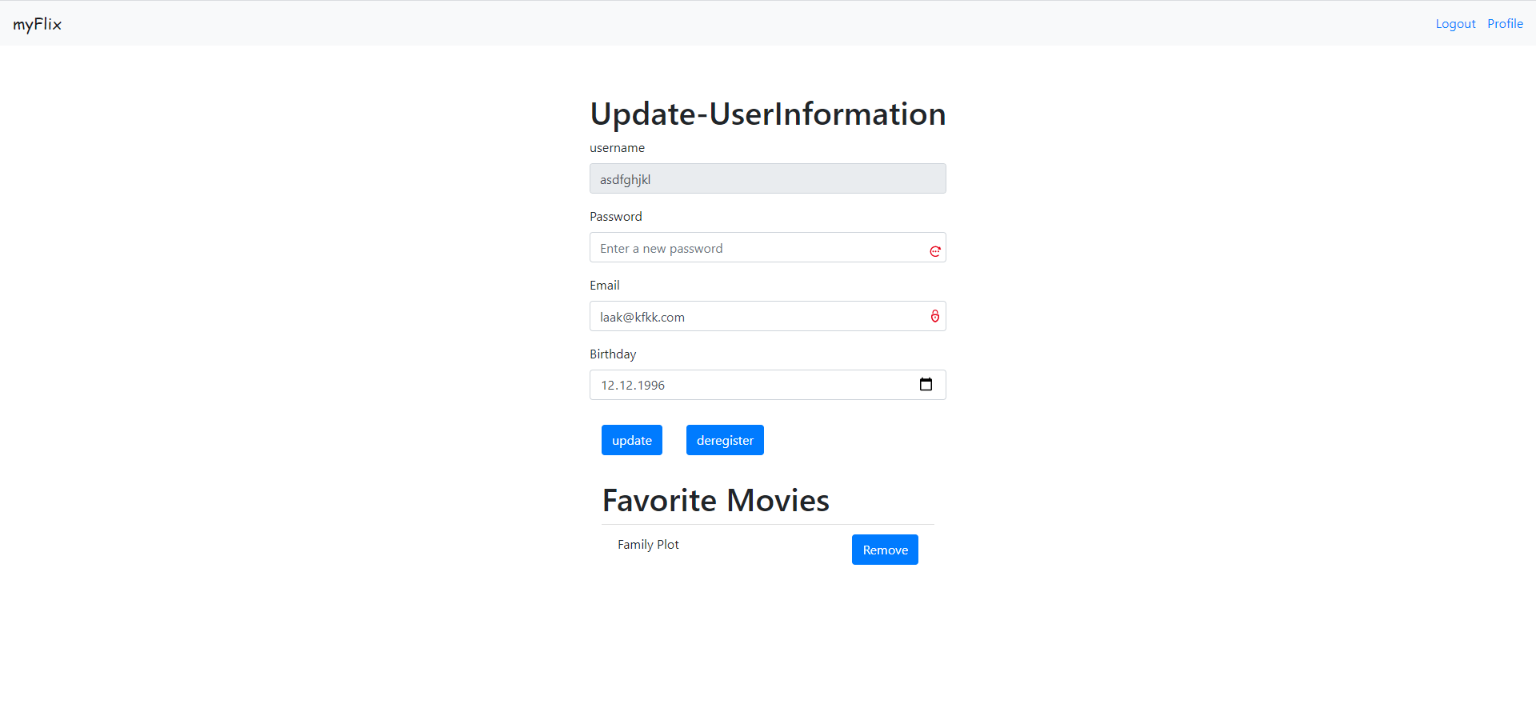 myFlix
Logout Profile
Update-UserInformation
username
asdfghjkl
Password
Enter a new password
Email
laak@kfkk.com
Birthday
12.12.1996
update deregister
Favorite Movies
Family Plot Remove